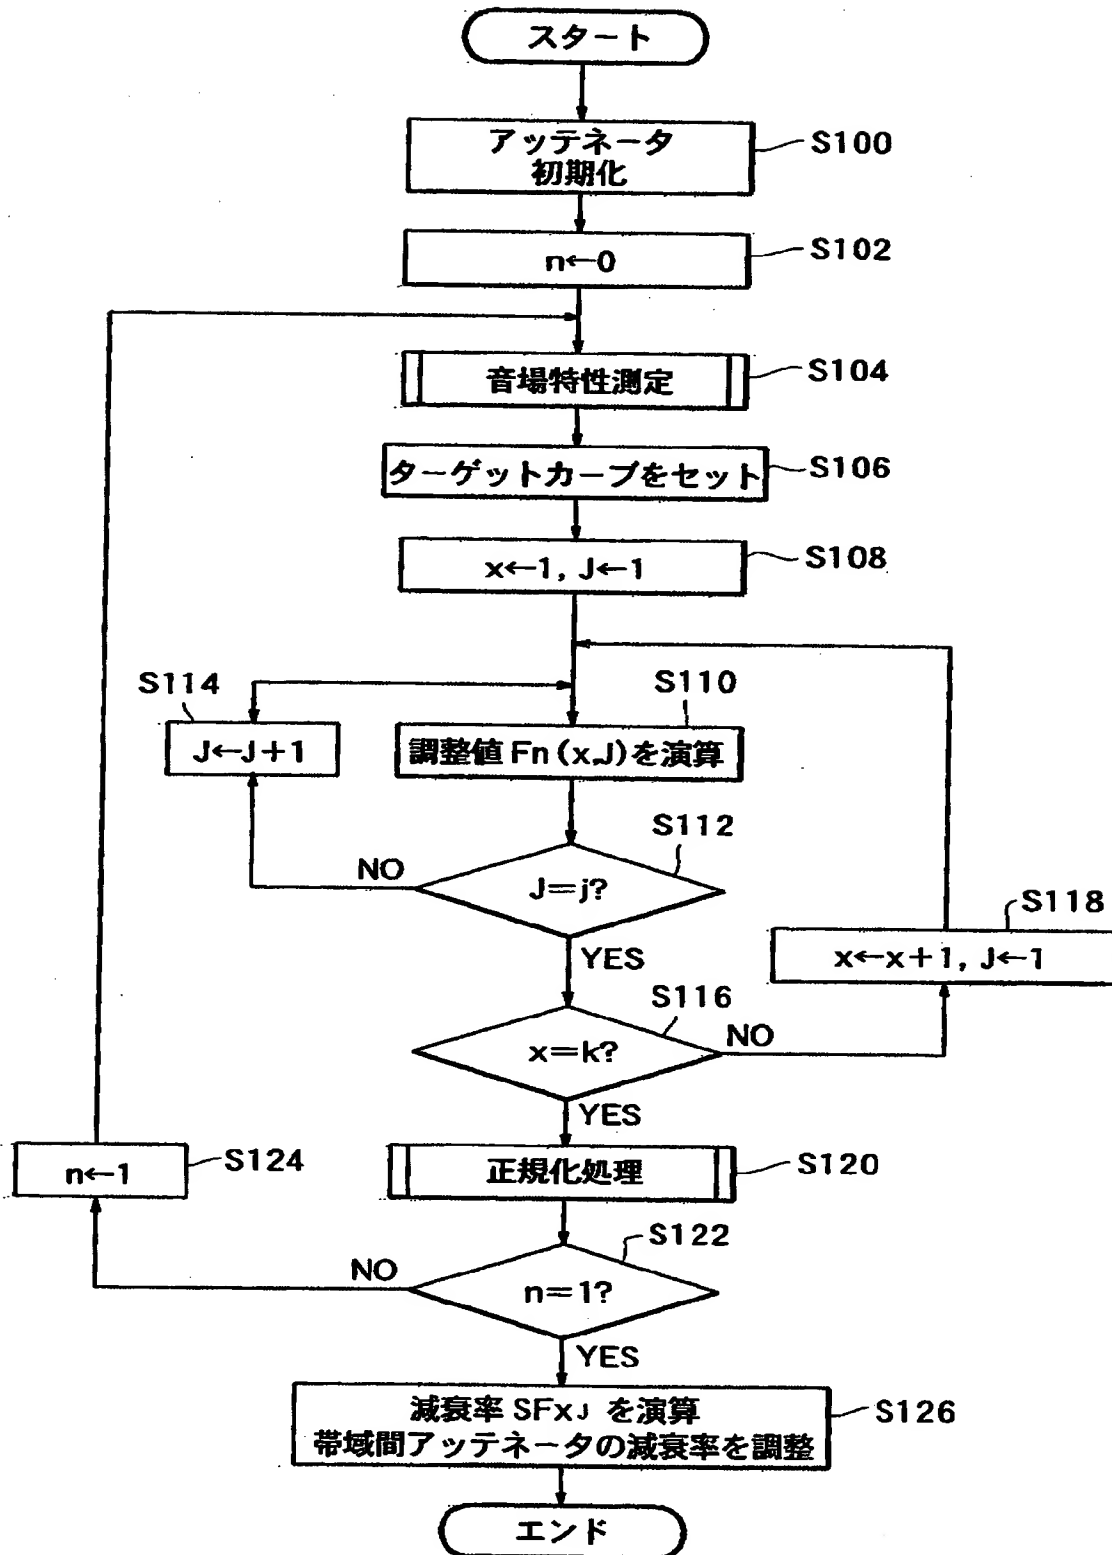 スタート
アッテネータ
初期化
S100
n←0
S102
音場特性測定
S104
ターゲットカーブをセット
S106
x←1, J←1
S108
S114
J←J+1
S110
調整値 Fn (x,J) を演算
S112
J=j?
NO
YES
S118
x←x+1, J←1
S116
x=k?
NO
YES
n←1
S124
正規化処理
S120
S122
n=1?
NO
YES
減衰率 SFxJ を演算
帯域間アッテネータの減衰率を調整
S126
エンド